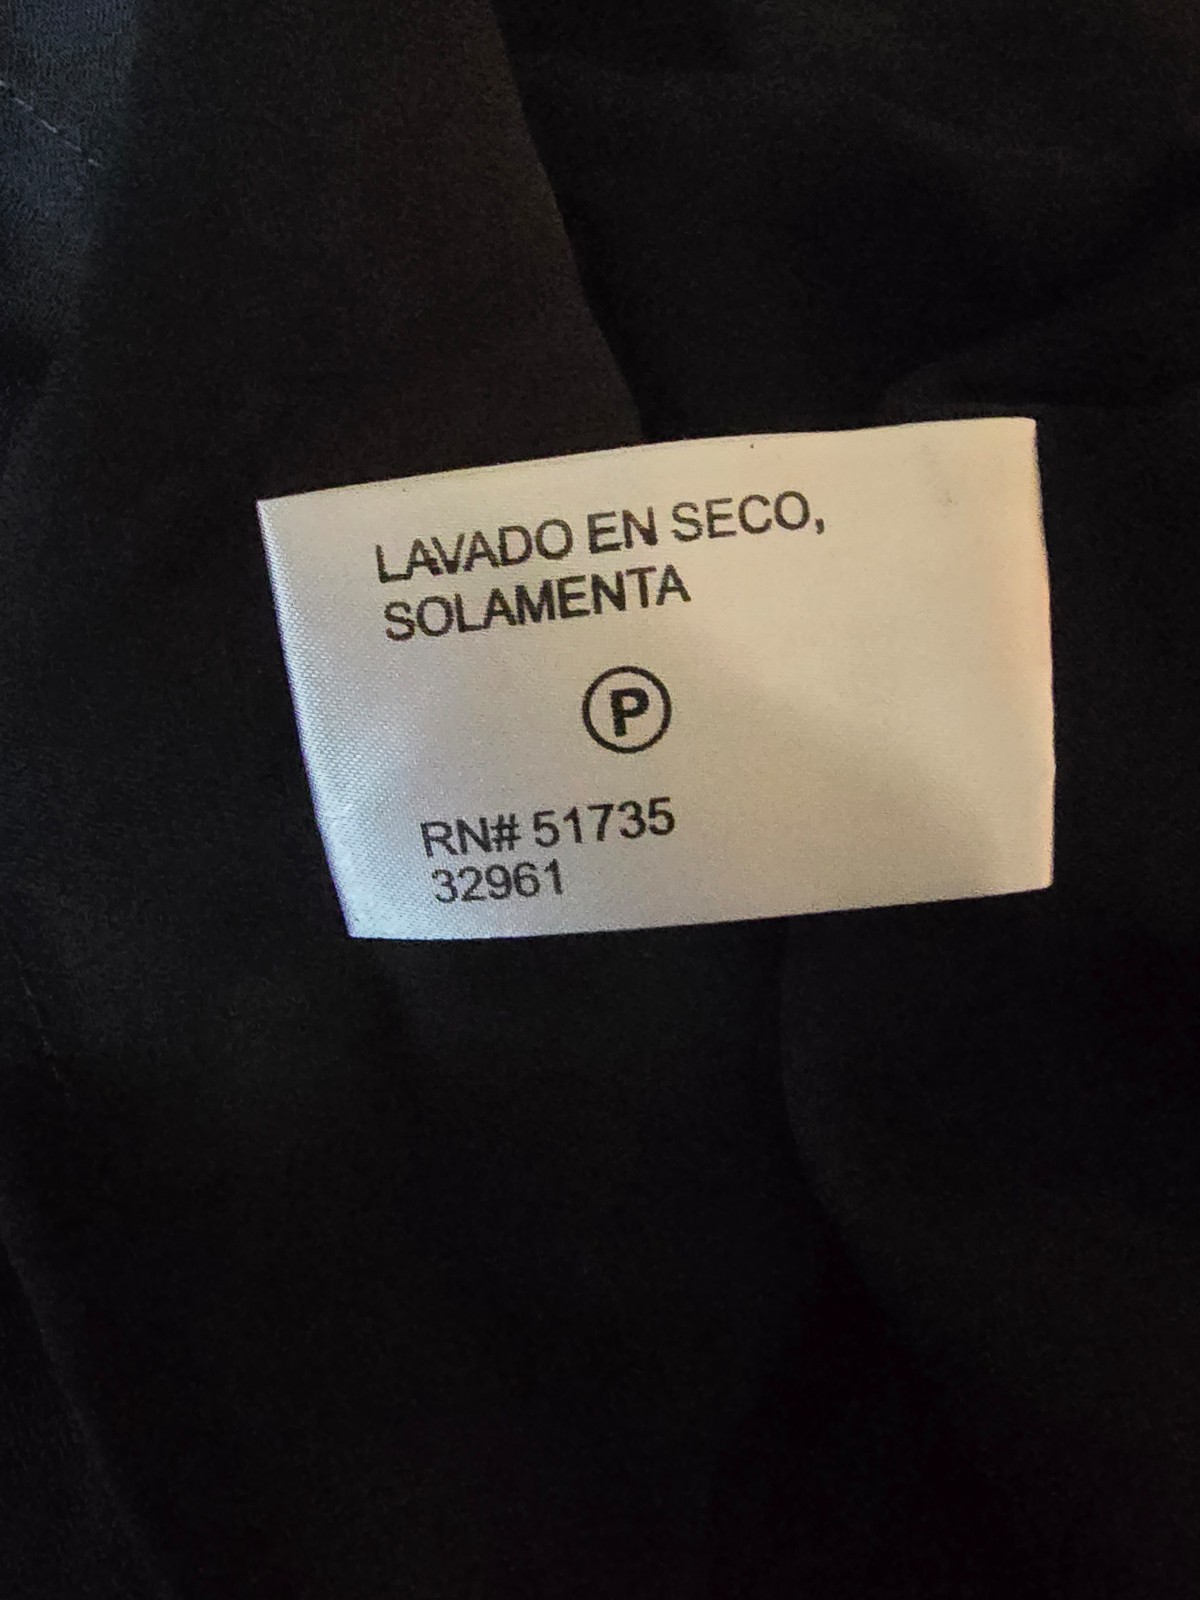 LAVADO EN SECO,
SOLAMENTA
P
RN# 51735
32961